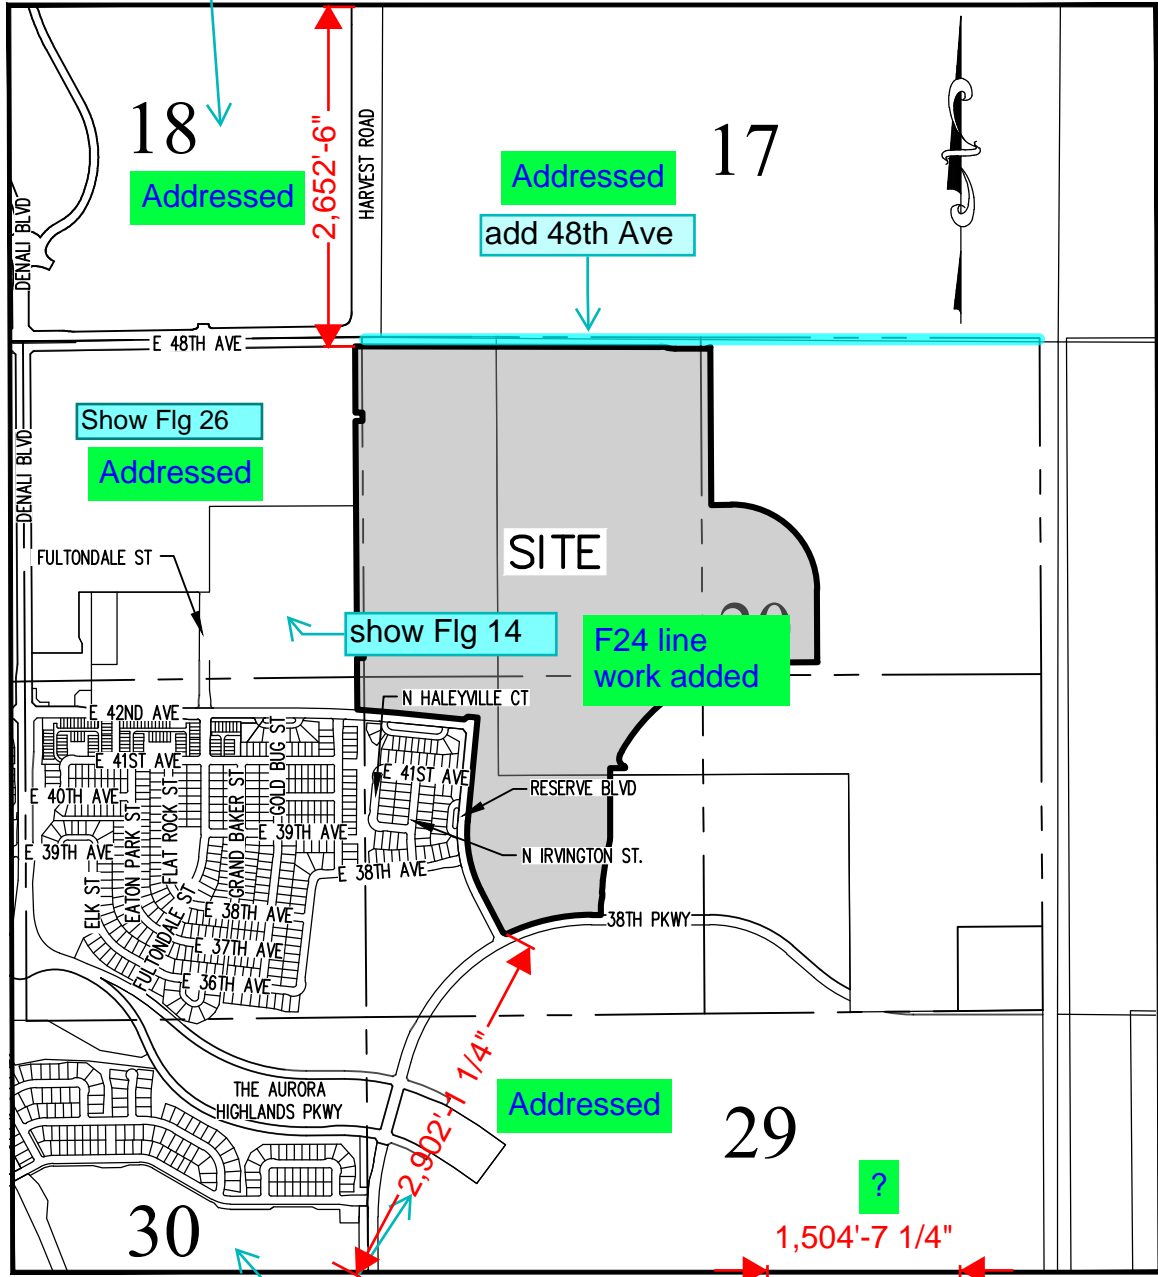 18
Addressed
2,652'-6"
HARVEST ROAD
17
Addressed
add 48th Ave
DENALI BLVD
E 48TH AVE
Show Flg 26
Addressed
DENALI BLVD
FULTONDALE ST
SITE
20
show Flg 14
F24 line
work added
N HALEYVILLE CT
E 42ND AVE
GOLD BUG ST
E 41ST AVE
E 41ST AVE
E 40TH AVE
FLAT ROCK ST
GRAND BAKER ST
RESERVE BLVD
EATON PARK ST
E 39TH AVE
E 39TH AVE
N IRVINGTON ST.
E 38TH AVE
ELK ST
FULTONDALE ST
E 38TH AVE
38TH PKWY
E 37TH AVE
E 36TH AVE
2,902'-1 1/4"
THE AURORA
HIGHLANDS PKWY
Addressed
29
?
30
1,504'-7 1/4"